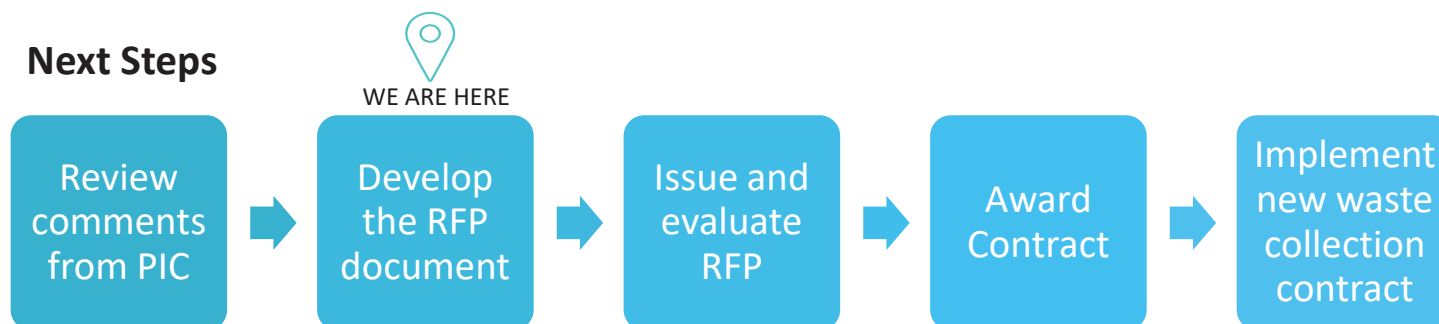 Next Steps
WE ARE HERE
Review
comments
from PIC
Develop
the RFP
document
Issue and
evaluate
RFP
Award
Contract
Implement
new waste
collection
contract